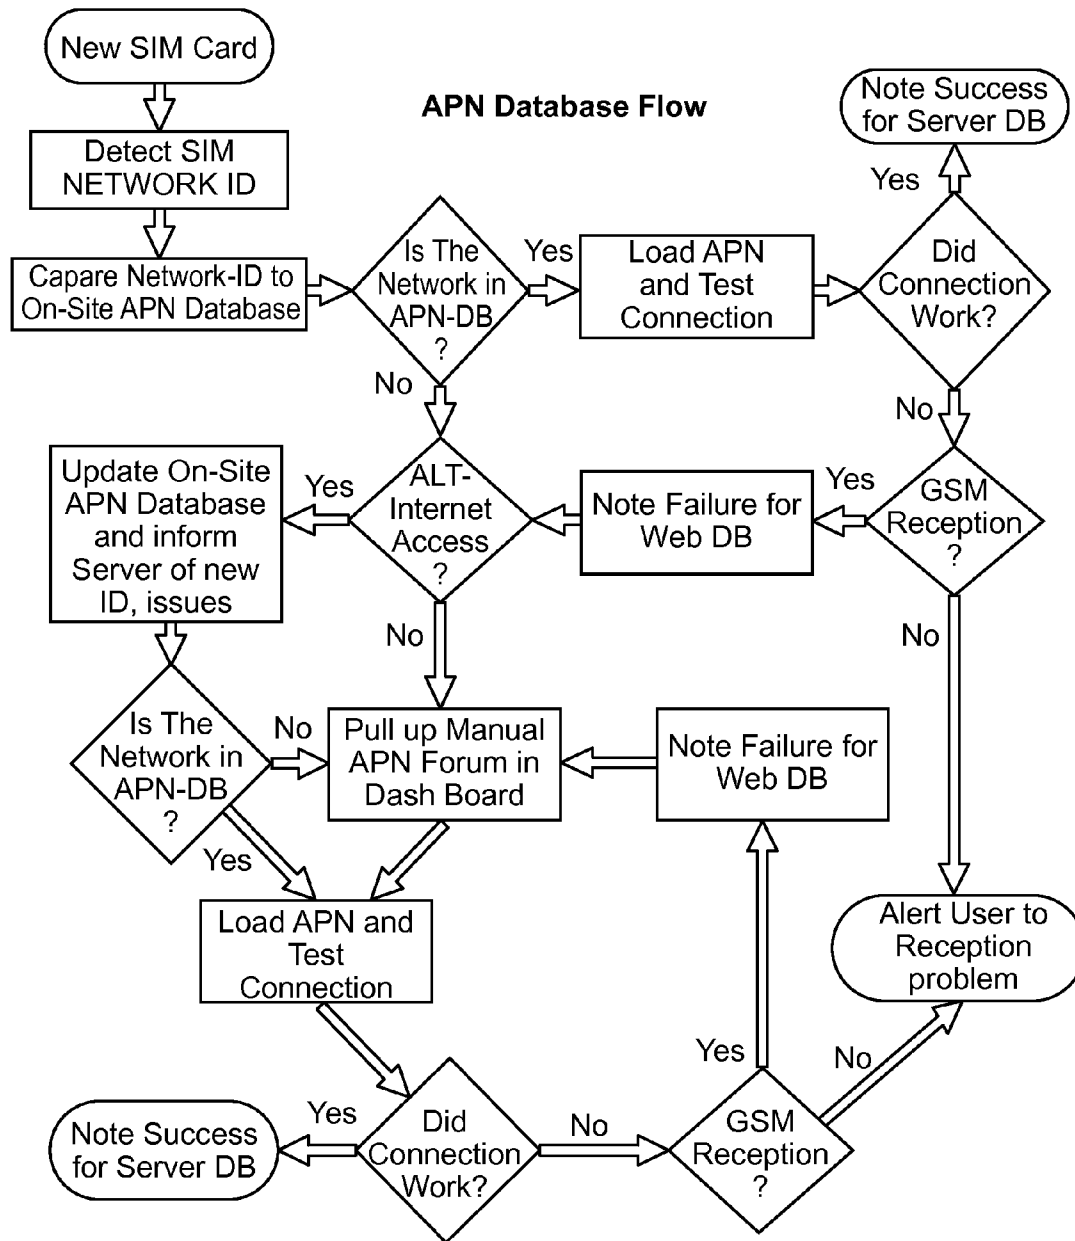 New SIM Card
APN Database Flow
Note Success
for Server DB
Detect SIM
NETWORK ID
Yes
Capare Network-ID to
On-Site APN Database
Is The
Network in
APN-DB
?
Yes
Load APN
and Test
Connection
Did
Connection
Work?
No
No
Update On-Site
APN Database
and inform
Server of new
ID, issues
Yes
ALT-
Internet
Access
?
Note Failure for
Web DB
Yes
GSM
Reception
?
No
No
Is The
Network in
APN-DB
?
No
Pull up Manual
APN Forum in
Dash Board
Note Failure for
Web DB
Yes
Load APN and
Test
Connection
Alert User to
Reception
problem
Yes
No
Note Success
for Server DB
Yes
Did
Connection
Work?
No
GSM
Reception
?